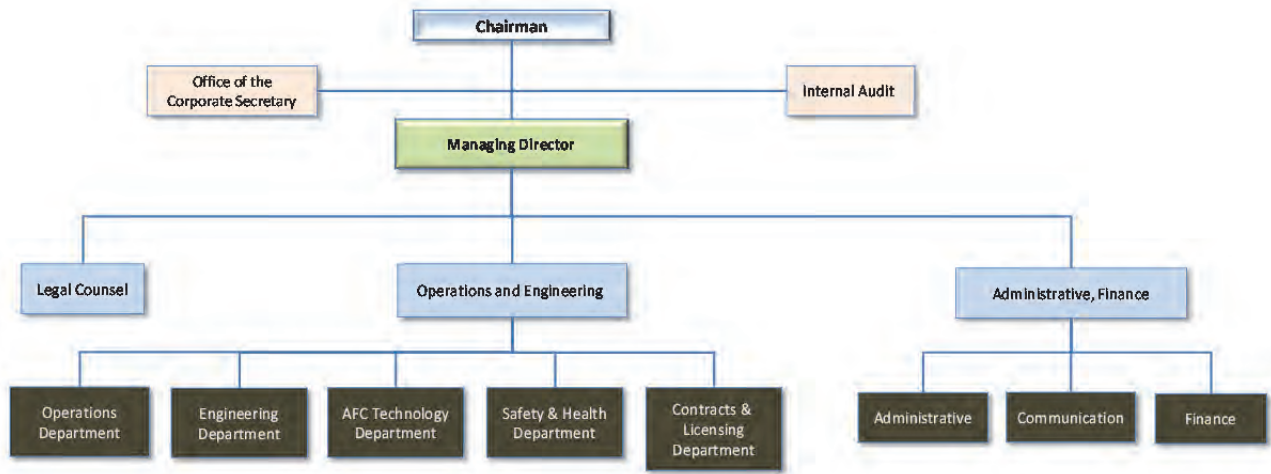 Chairman
Office of the
Corporate Secretary
Internal Audit
Managing Director
Legal Counsel
Operations and Engineering
Administrative, Finance
Operations
Department
Engineering
Department
AFC Technology
Department
Safety & Health
Department
Contracts &
Licensing
Department
Administrative
Communication
Finance